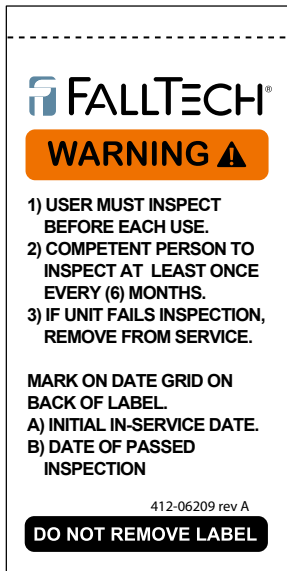 FALLTECH®
WARNING
1) USER MUST INSPECT
BEFORE EACH USE.
2) COMPETENT PERSON TO
INSPECT AT LEAST ONCE
EVERY (6) MONTHS.
3) IF UNIT FAILS INSPECTION,
REMOVE FROM SERVICE.
MARK ON DATE GRID ON
BACK OF LABEL.
A) INITIAL IN-SERVICE DATE.
B) DATE OF PASSED
INSPECTION
412-06209 rev A
DO NOT REMOVE LABEL